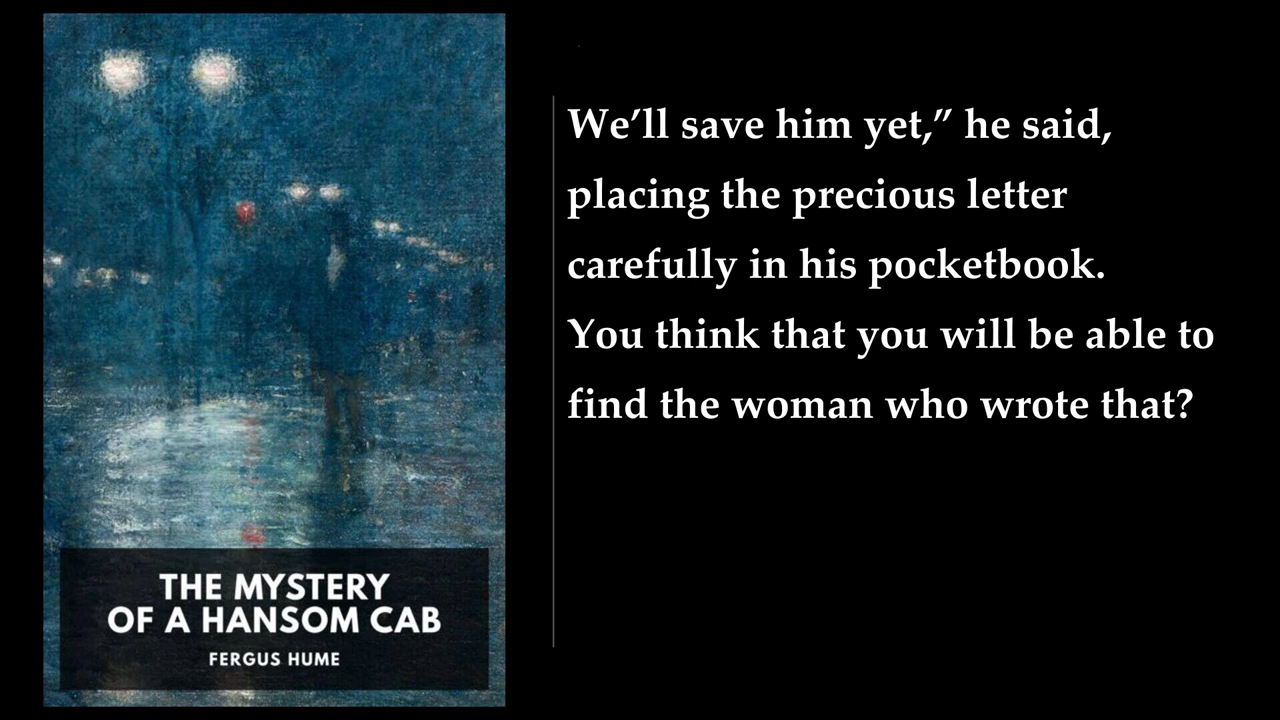 THE MYSTERY
OF A HANSOM CAB
FERGUS HUME
We’ll save him yet,” he said,
placing the precious letter
carefully in his pocketbook.
You think that you will be able to
find the woman who wrote that?